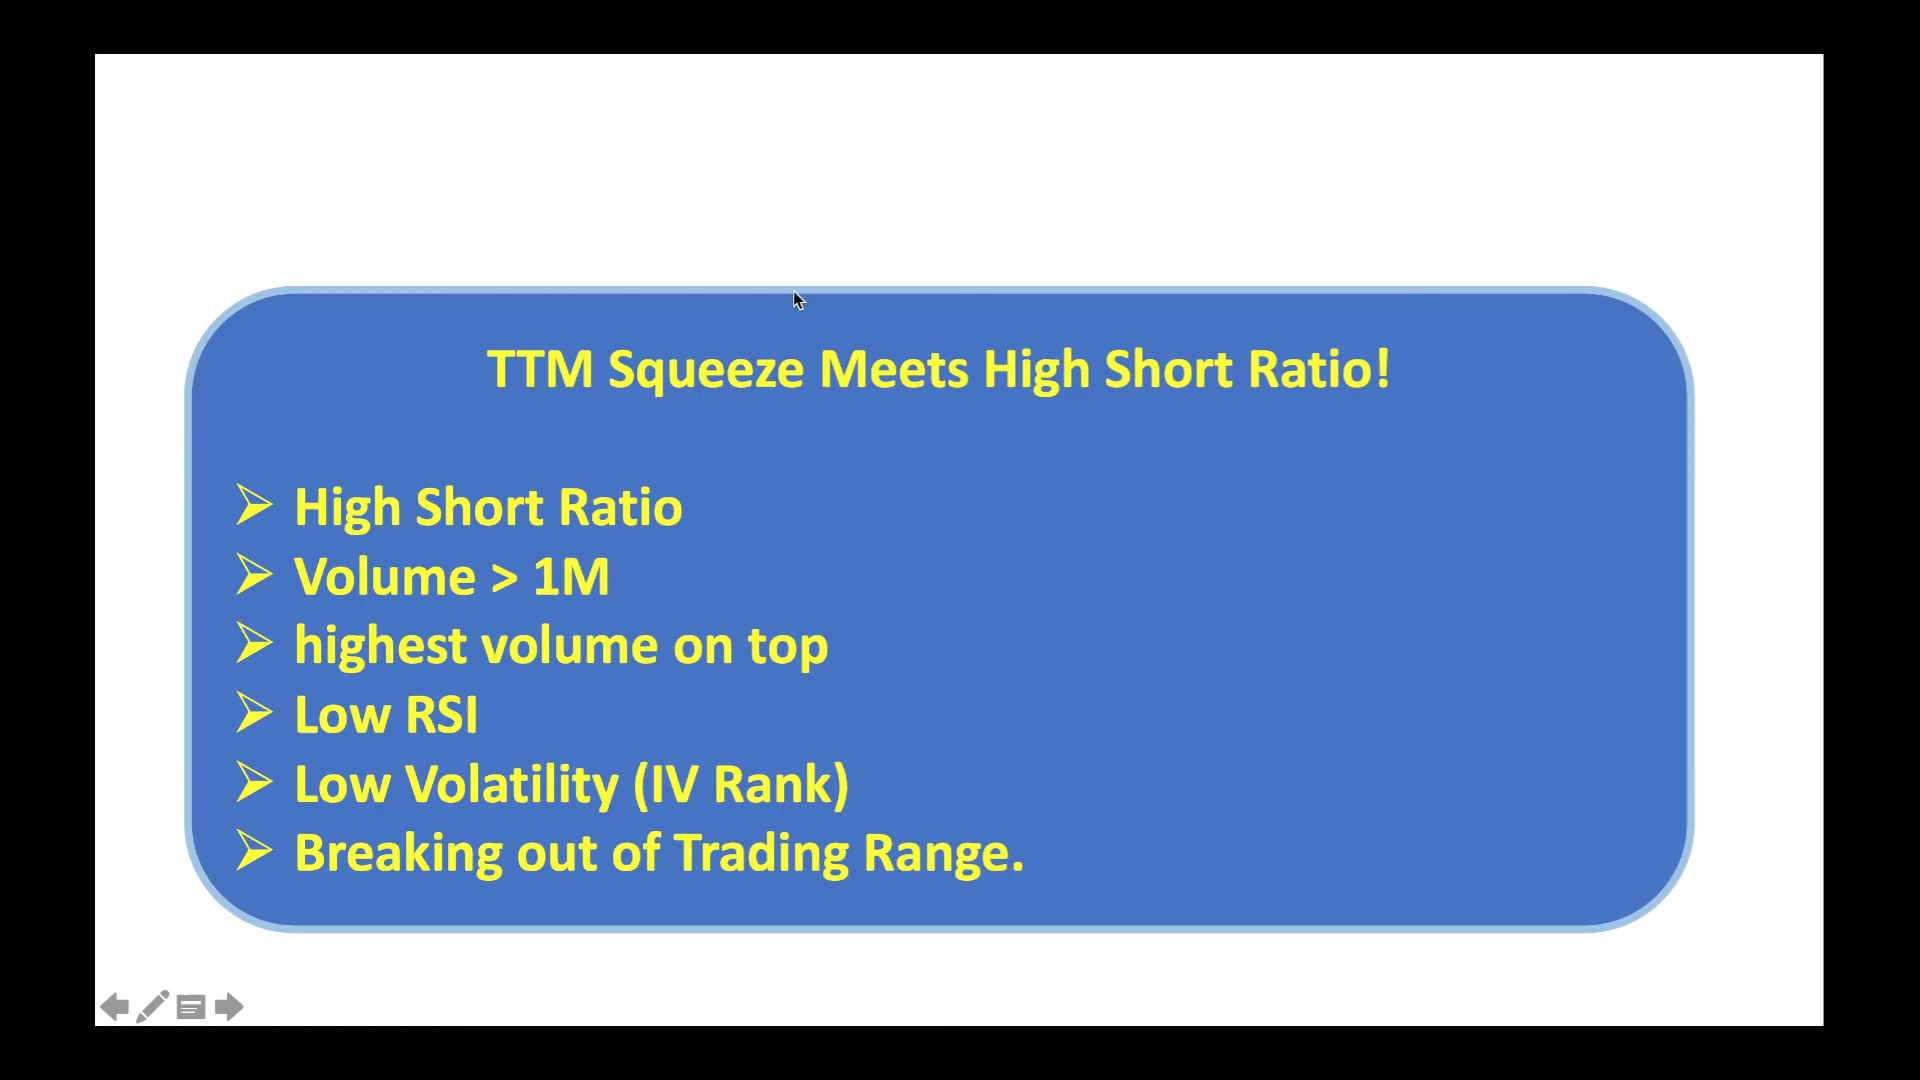 TTM Squeeze Meets High Short Ratio!
High Short Ratio
Volume > 1M
highest volume on top
Low RSI
Low Volatility (IV Rank)
Breaking out of Trading Range.